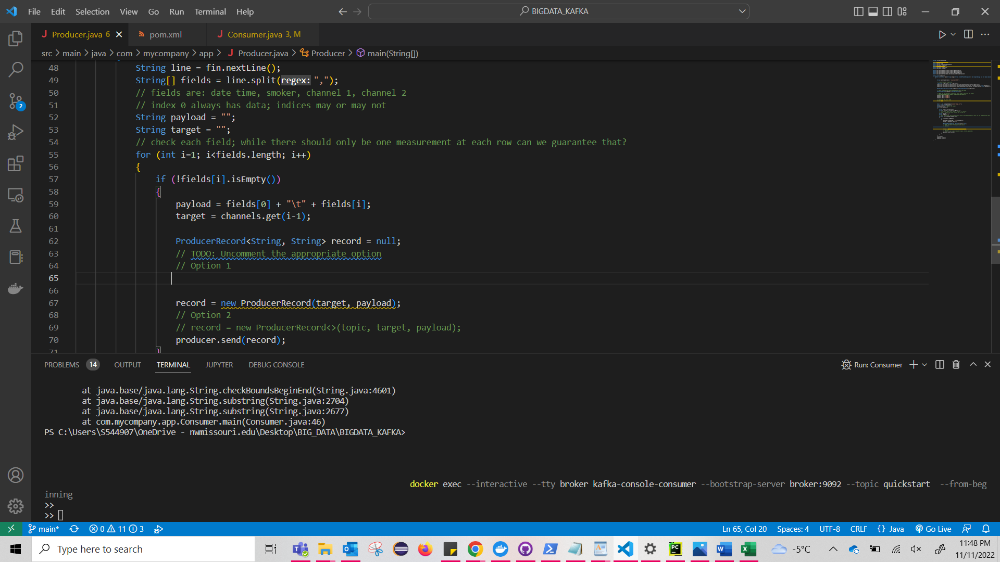 File Edit Selection View Go Run Terminal Help
BIGDATA_KAFKA
Producer.java 6
pom.xml
Consumer.java 3, M
src > main > java > com > mycompany > app > Producer.java > Producer > main(String[])
48 String line = fin.nextLine();
49 String[] fields = line.split(regex: ",");
50 // fields are: date time, smoker, channel 1, channel 2
51 // index 0 always has data; indices may or may not
52 String payload = "";
53 String target = "";
54 // check each field; while there should only be one measurement at each row can we guarantee that?
55 for (int i=1; i<fields.length; i++)
56 {
57 if (!fields[i].isEmpty())
58 {
59 payload = fields[0] + "\t" + fields[i];
60 target = channels.get(i-1);
61
62 ProducerRecord<String, String> record = null;
63 // TODO: Uncomment the appropriate option
64 // Option 1
65
66
67 record = new ProducerRecord(target, payload);
68 // Option 2
69 // record = new ProducerRecord<>(topic, target, payload);
70 producer.send(record);
71 }
PROBLEMS 14 OUTPUT TERMINAL JUPYTER DEBUG CONSOLE
Run: Consumer
at java.base/java.lang.String.checkBoundsBeginEnd(String.java:4601)
at java.base/java.lang.String.substring(String.java:2704)
at java.base/java.lang.String.substring(String.java:2677)
at com.mycompany.app.Consumer.main(Consumer.java:46)
PS C:\Users\S544907\OneDrive - nwmissouri.edu\Desktop\BIG_DATA\BIGDATA_KAFKA>
docker exec --interactive --tty broker kafka-console-consumer --bootstrap-server broker:9092 --topic quickstart --from-beg
inning
>>
>>
2
main* 0 11 3
Ln 65, Col 20 Spaces: 4 UTF-8 CRLF {} Java Go Live
Type here to search
-5°C
11:48 PM
11/11/2022